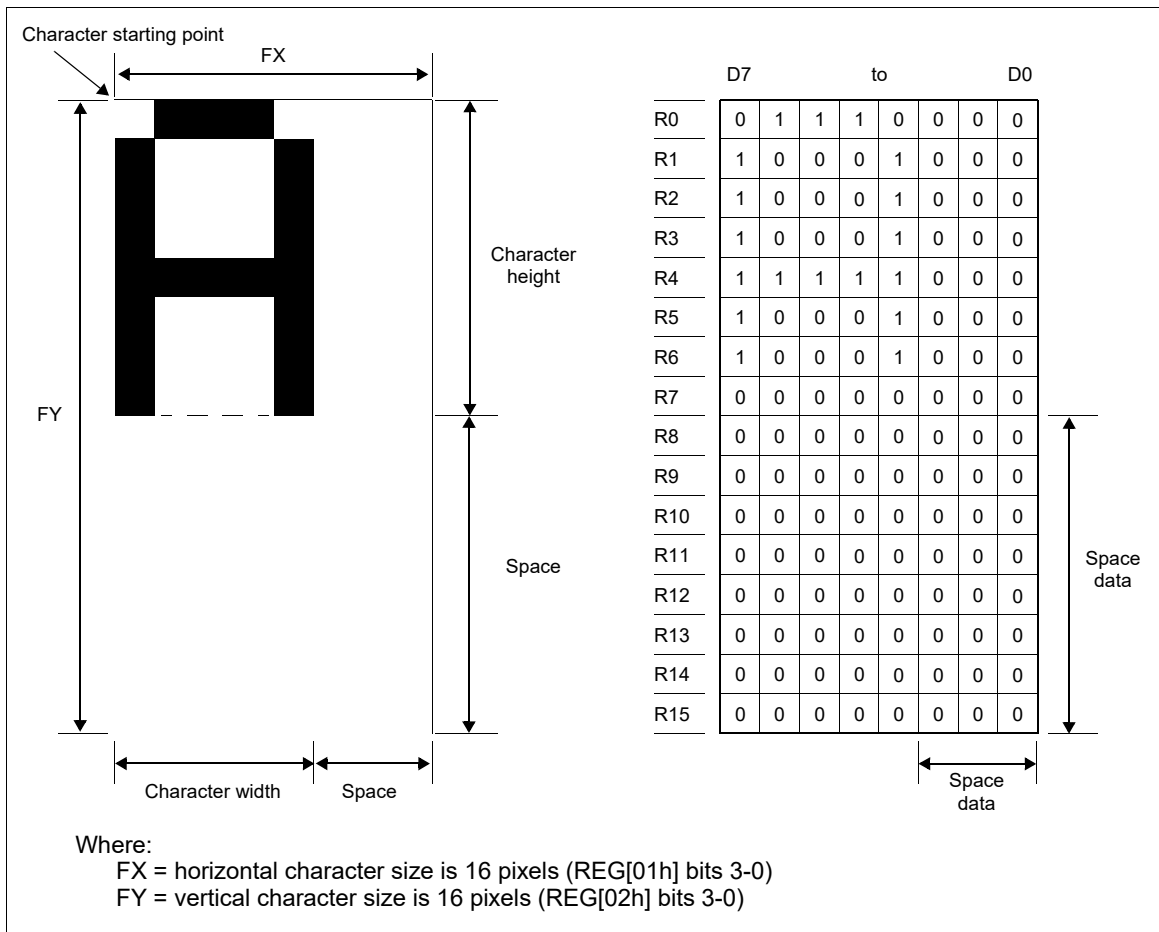 Character starting point
FX
D7 to D0
R0 0 1 1 1 0 0 0 0
R1 1 0 0 0 1 0 0 0
R2 1 0 0 0 1 0 0 0
R3 1 0 0 0 1 0 0 0
Character
height
R4 1 1 1 1 1 0 0 0
R5 1 0 0 0 1 0 0 0
R6 1 0 0 0 1 0 0 0
R7 0 0 0 0 0 0 0 0
FY
R8 0 0 0 0 0 0 0 0
R9 0 0 0 0 0 0 0 0
R10 0 0 0 0 0 0 0 0
R11 0 0 0 0 0 0 0 0
Space
Space
data
R12 0 0 0 0 0 0 0 0
R13 0 0 0 0 0 0 0 0
R14 0 0 0 0 0 0 0 0
R15 0 0 0 0 0 0 0 0
Character width
Space
Space
data
Where:
FX = horizontal character size is 16 pixels (REG[01h] bits 3-0)
FY = vertical character size is 16 pixels (REG[02h] bits 3-0)